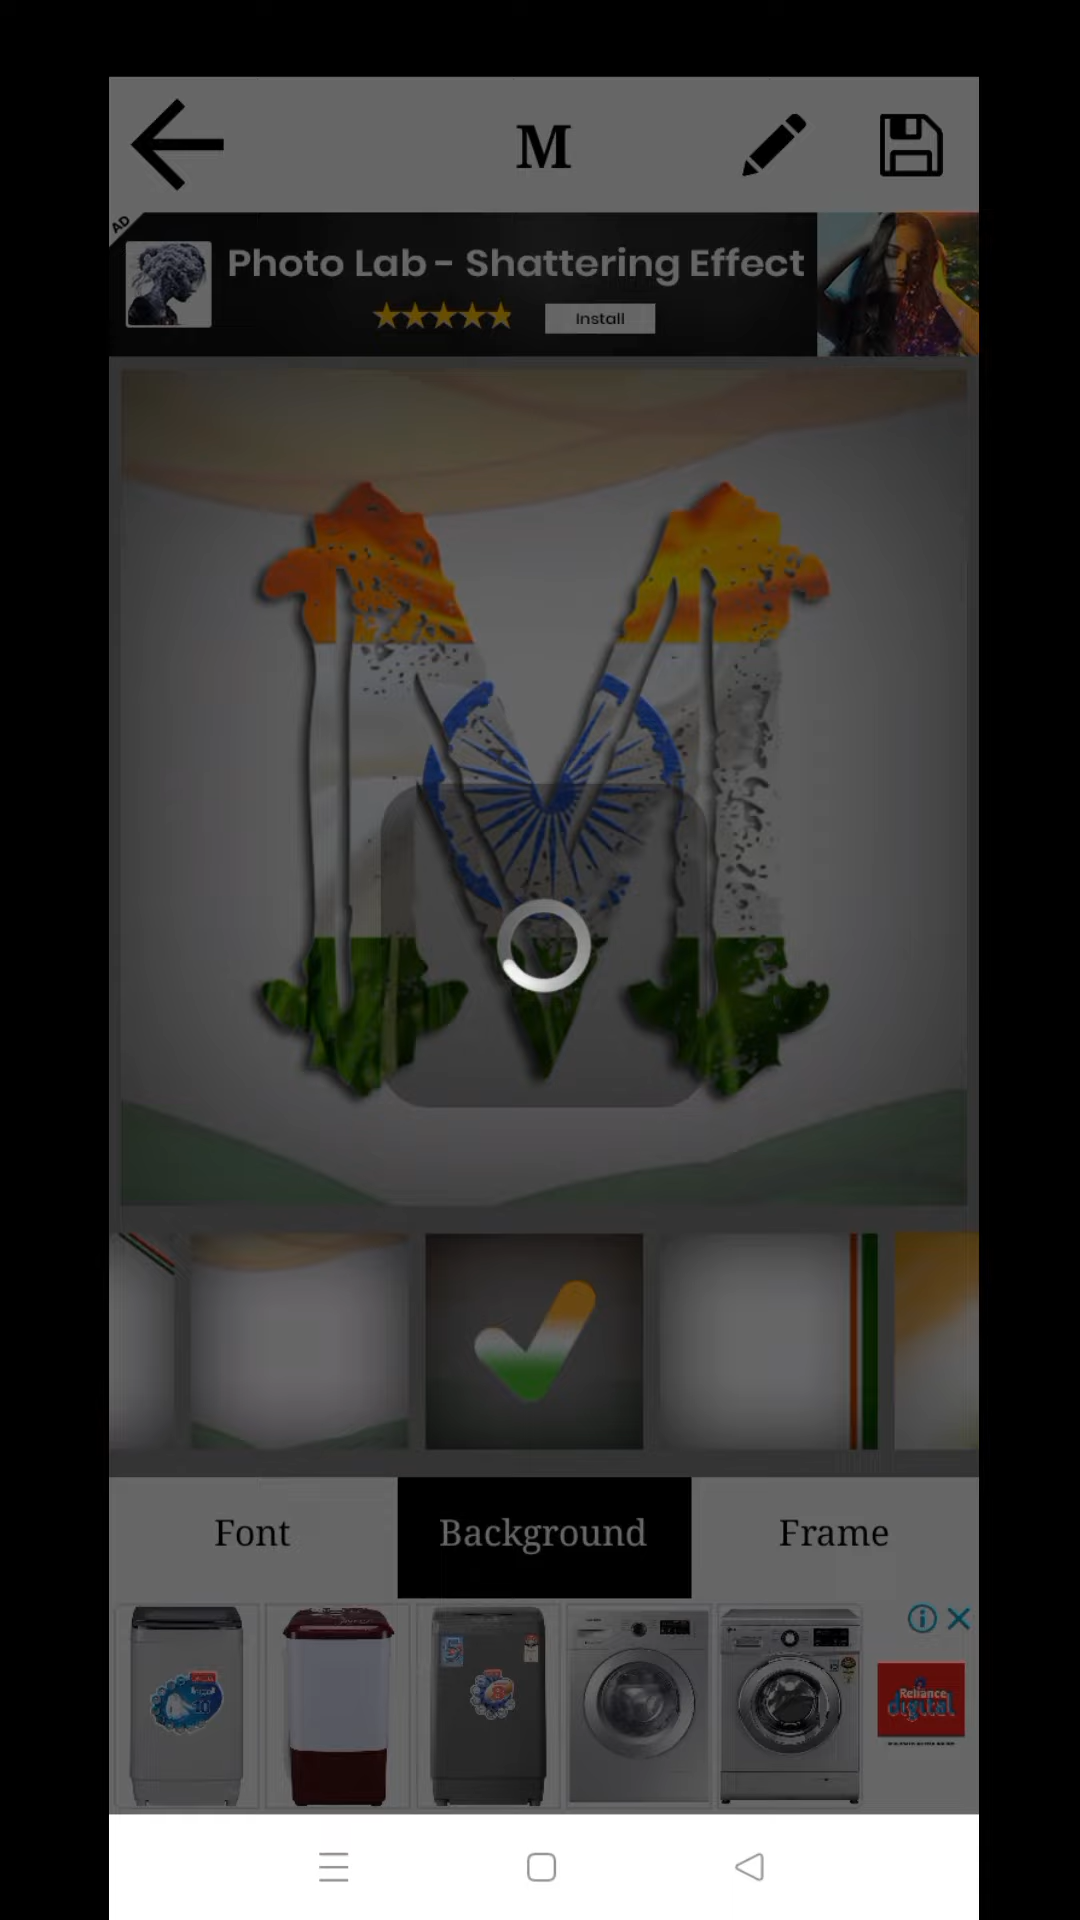 M
AD
Photo Lab - Shattering Effect
Install
M
Font
Background
Frame
Reliance
digital